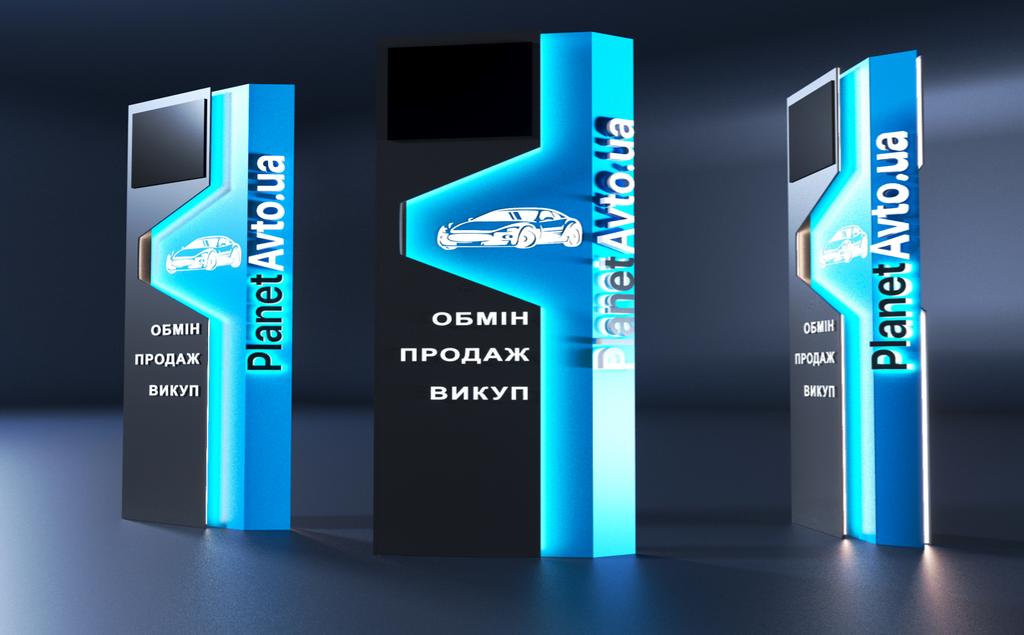 PlanetAvto.ua
ОБМІН
ПРОДАЖ
ВИКУП
PlanetAvto.ua
ОБМІН
ПРОДАЖ
ВИКУП
PlanetAvto.ua
ОБМІН
ПРОДАЖ
ВИКУП